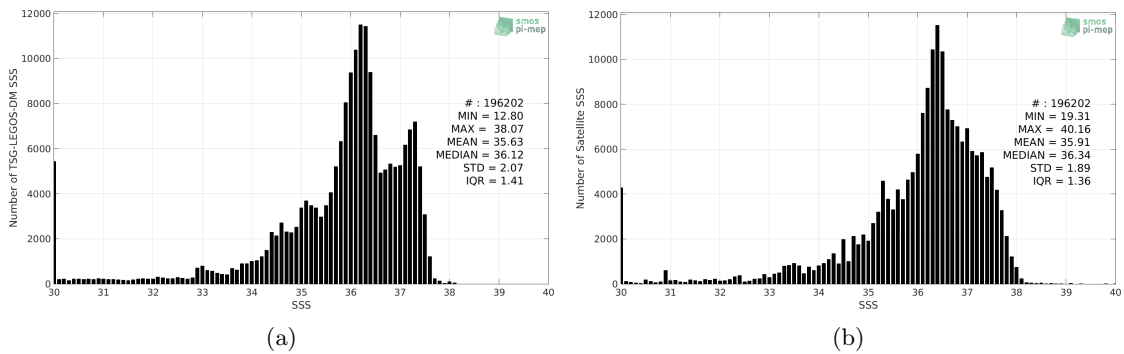 12000
10000
8000
6000
4000
2000
0
Number of TSG-LEGOS-DM SSS
smos
pi-mep
# : 196202
MIN = 12.80
MAX = 38.07
MEAN = 35.63
MEDIAN = 36.12
STD = 2.07
IQR = 1.41
30 31 32 33 34 35 36 37 38 39 40
SSS
(a)
12000
10000
8000
6000
4000
2000
0
Number of Satellite SSS
smos
pi-mep
# : 196202
MIN = 19.31
MAX = 40.16
MEAN = 35.91
MEDIAN = 36.34
STD = 1.89
IQR = 1.36
30 31 32 33 34 35 36 37 38 39 40
SSS
(b)